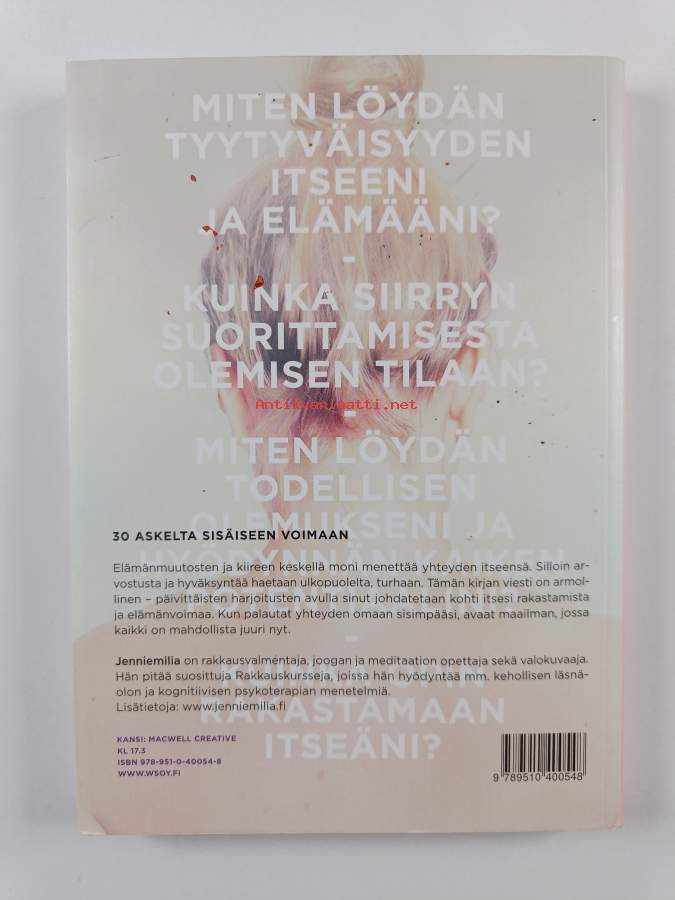 MITEN LÖYDÄN
TYYTYVÄISYYDEN
ITSEENI
JA ELÄMÄÄNI?
-
KUINKA SIIRRYN
SUORITTAMISESTA
OLEMISEN TILAAN?
Antikvariaatti.net
-
MITEN LÖYDÄN
TODELLISEN
OLEMUKSENI JA
HYÖDYNNÄN KAIKEN
30 ASKELTA SISÄISEEN VOIMAAN
Elämänmuutosten ja kiireen keskellä moni menettää yhteyden itseensä. Silloin ar-
vostusta ja hyväksyntää haetaan ulkopuolelta, turhaan. Tämän kirjan viesti on armol-
linen – päivittäisten harjoitusten avulla sinut johdatetaan kohti itsesi rakastamista
ja elämänvoimaa. Kun palautat yhteyden omaan sisimpääsi, avaat maailman, jossa
kaikki on mahdollista juuri nyt.
-
Jenniemilia on rakkausvalmentaja, joogan ja meditaation opettaja sekä valokuvaaja.
Hän pitää suosittuja Rakkauskursseja, joissa hän hyödyntää mm. kehollisen läsnä-
olon ja kognitiivisen psykoterapian menetelmiä.
Lisätietoja: www.jenniemilia.fi
KUINKA OPIN
RAKASTAMAAN
ITSEÄNI?
KANSI: MACWELL CREATIVE
KL 17.3
ISBN 978-951-0-40054-8
WWW.WSOY.FI
9 789510 400548